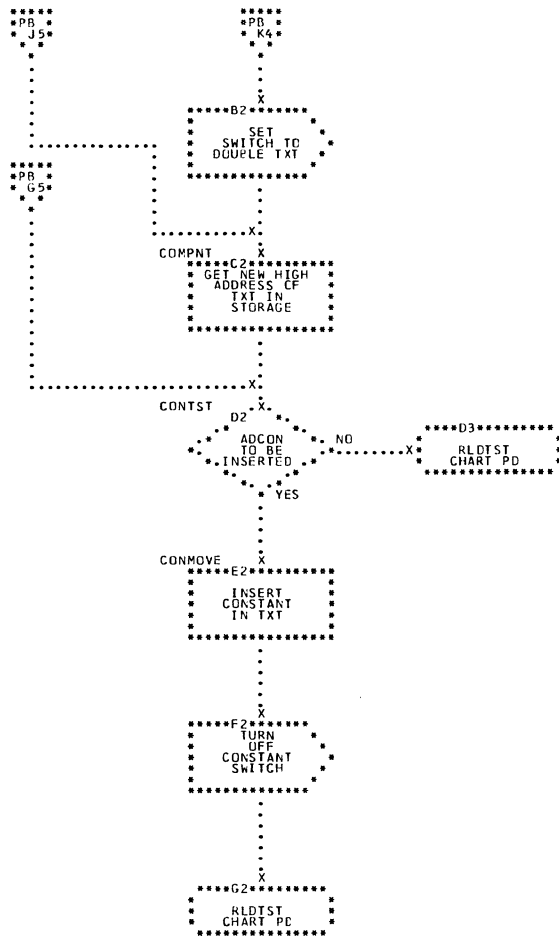 PB
J5
PB
K4
B2
SET
SWITCH TO
DOUBLE TXT
PB
G5
COMPNT
C2
GET NEW HIGH
ADDRESS CF
TXT IN
STORAGE
CONTST
D2
ADCON
TO BE
INSERTED
NO
YES
D3
RLDTST
CHART PD
CONMOVE
E2
INSERT
CONSTANT
IN TXT
F2
TURN
OFF
CONSTANT
SWITCH
G2
RLDTST
CHART PD